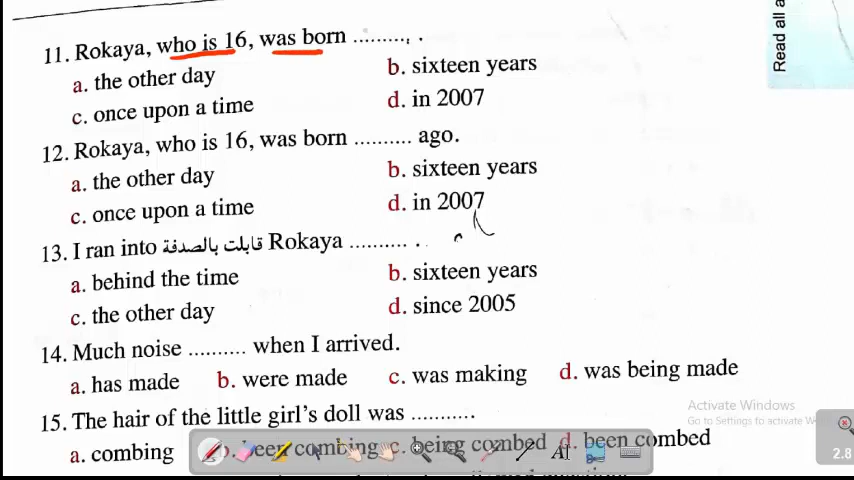 Read all a
11. Rokaya, who is 16, was born .......... .
a. the other day b. sixteen years
c. once upon a time d. in 2007
12. Rokaya, who is 16, was born .......... ago.
a. the other day b. sixteen years
c. once upon a time d. in 2007
13. I ran into قابلت بالصدفة Rokaya .......... .
a. behind the time b. sixteen years
c. the other day d. since 2005
14. Much noise .......... when I arrived.
a. has made b. were made c. was making d. was being made
15. The hair of the little girl's doll was ..........
a. combing b. been combing c. being combed d. been combed
Activate Windows
Go to Settings to activate W
2.8